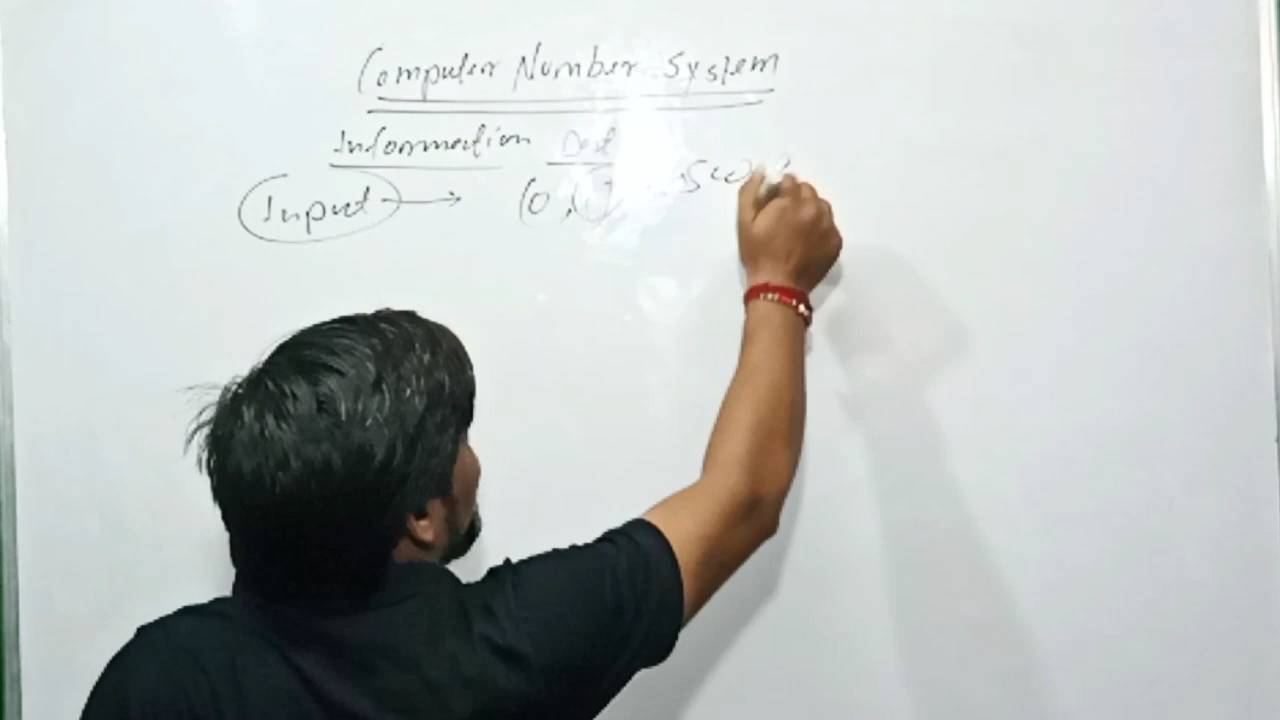 Computer Number System
Information
Input → (0,1)